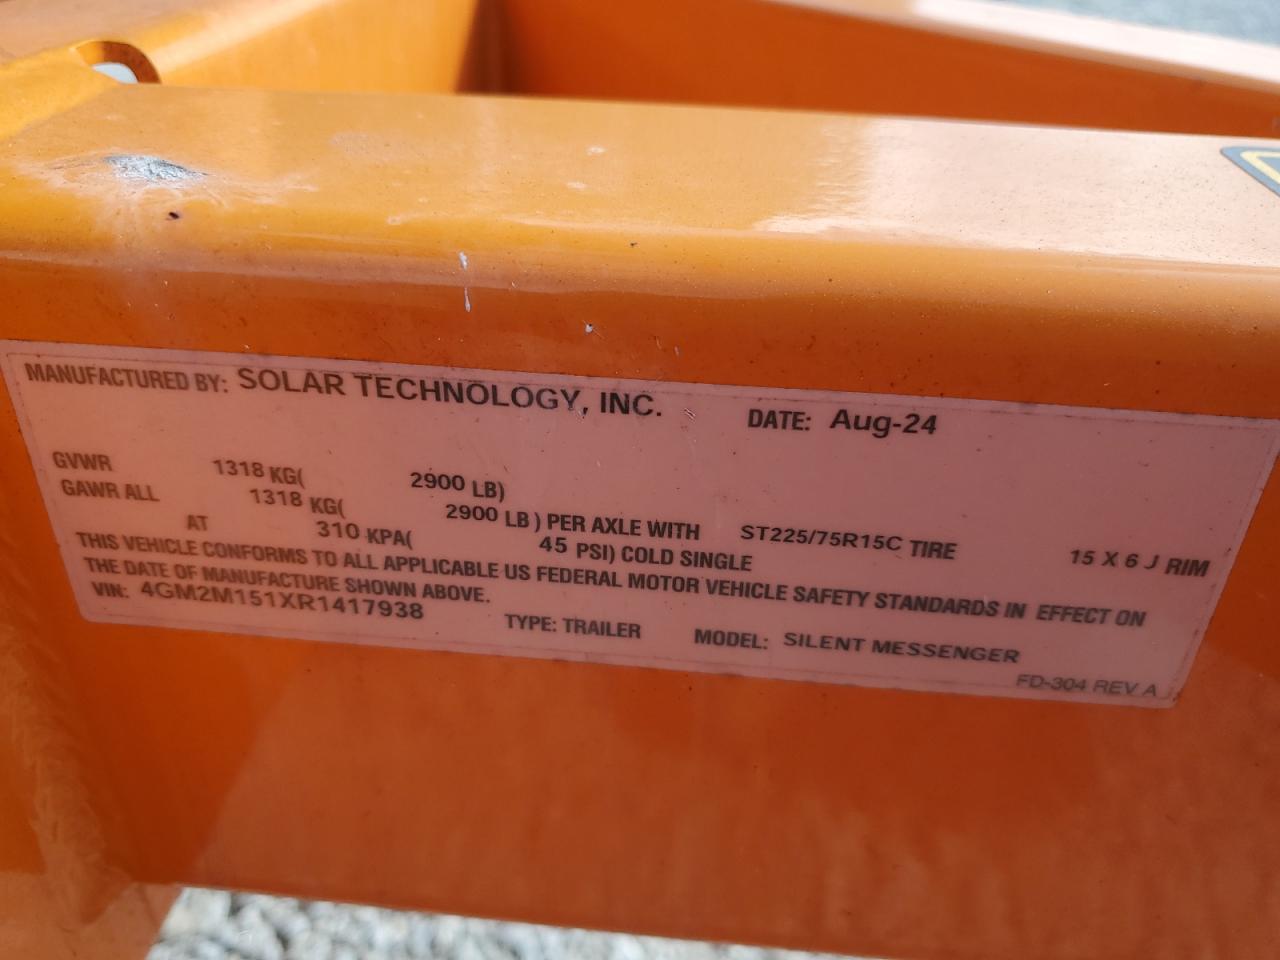 MANUFACTURED BY: SOLAR TECHNOLOGY, INC. DATE: Aug-24
GVWR 1318 KG( 2900 LB)
GAWR ALL 1318 KG( 2900 LB ) PER AXLE WITH ST225/75R15C TIRE 15 X 6 J RIM
AT 310 KPA( 45 PSI) COLD SINGLE
THIS VEHICLE CONFORMS TO ALL APPLICABLE US FEDERAL MOTOR VEHICLE SAFETY STANDARDS IN EFFECT ON
THE DATE OF MANUFACTURE SHOWN ABOVE.
VIN: 4GM2M151XR1417938 TYPE: TRAILER MODEL: SILENT MESSENGER
FD-304 REV A